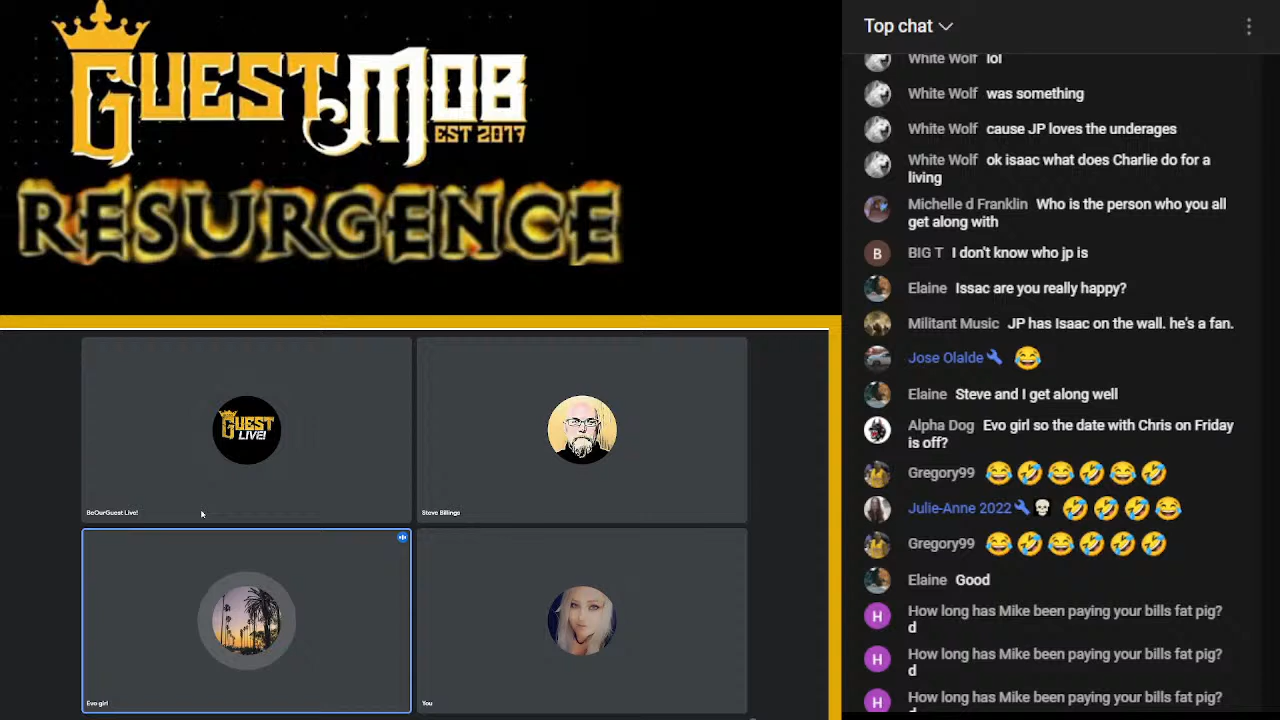 GUEST MOB
EST 2017
RESURGENCE
GUEST
LIVE!
BeOurGuest Live!
Steve Billings
Evo girl
You
Top chat
White Wolf lol
White Wolf was something
White Wolf cause JP loves the underages
White Wolf ok isaac what does Charlie do for a
living
Michelle d Franklin Who is the person who you all
get along with
B
BIG T I don't know who jp is
Elaine Issac are you really happy?
Militant Music JP has Isaac on the wall. he's a fan.
Jose Olalde 😂
Elaine Steve and I get along well
Alpha Dog Evo girl so the date with Chris on Friday
is off?
Gregory99 😂🤣😂🤣😂🤣
Julie-Anne 2022 💀🤣🤣🤣😂
Gregory99 😂🤣😂🤣🤣🤣
Elaine Good
H
How long has Mike been paying your bills fat pig?
d
H
How long has Mike been paying your bills fat pig?
d
H
How long has Mike been paying your bills fat pig?